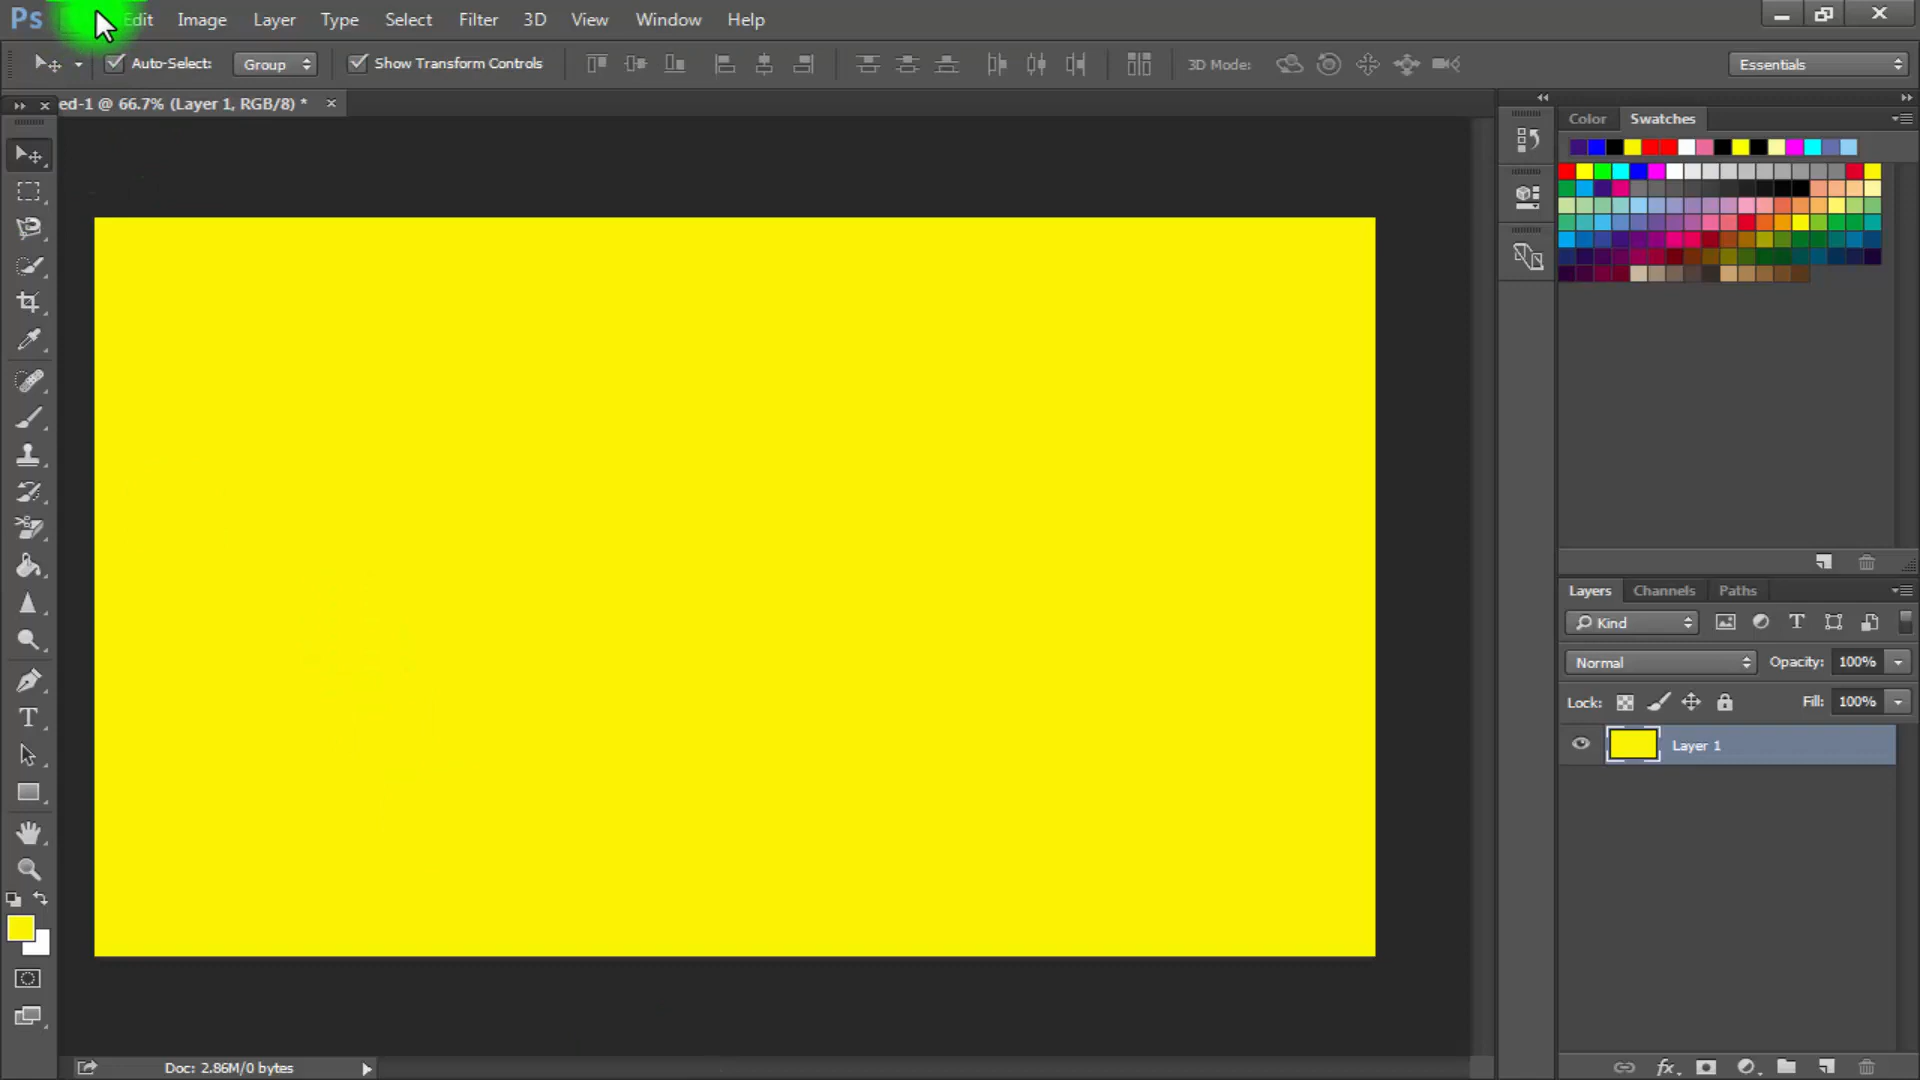 Ps Edit Image Layer Type Select Filter 3D View Window Help
Auto-Select: Group Show Transform Controls 3D Mode: Essentials
ed-1 @ 66.7% (Layer 1, RGB/8) *
Color Swatches
Layers Channels Paths
Kind
Normal Opacity: 100%
Lock: Fill: 100%
Layer 1
Doc: 2.86M/0 bytes